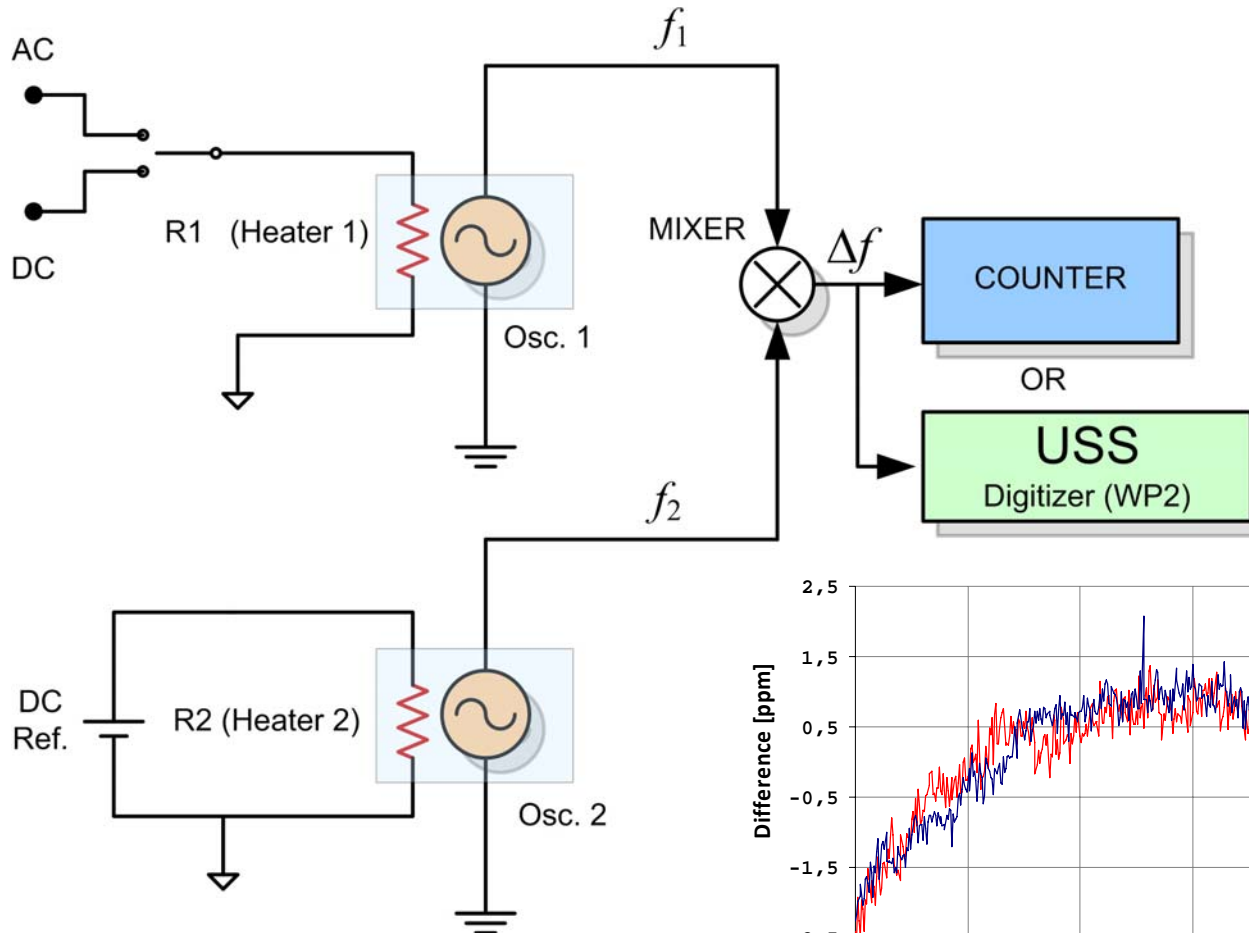 AC
DC
R1 (Heater 1)
Osc. 1
f₁
MIXER
Δf
COUNTER
OR
USS
Digitizer (WP2)
f₂
DC
Ref.
R2 (Heater 2)
Osc. 2
Difference [ppm]
2,5
1,5
0,5
-0,5
-1,5